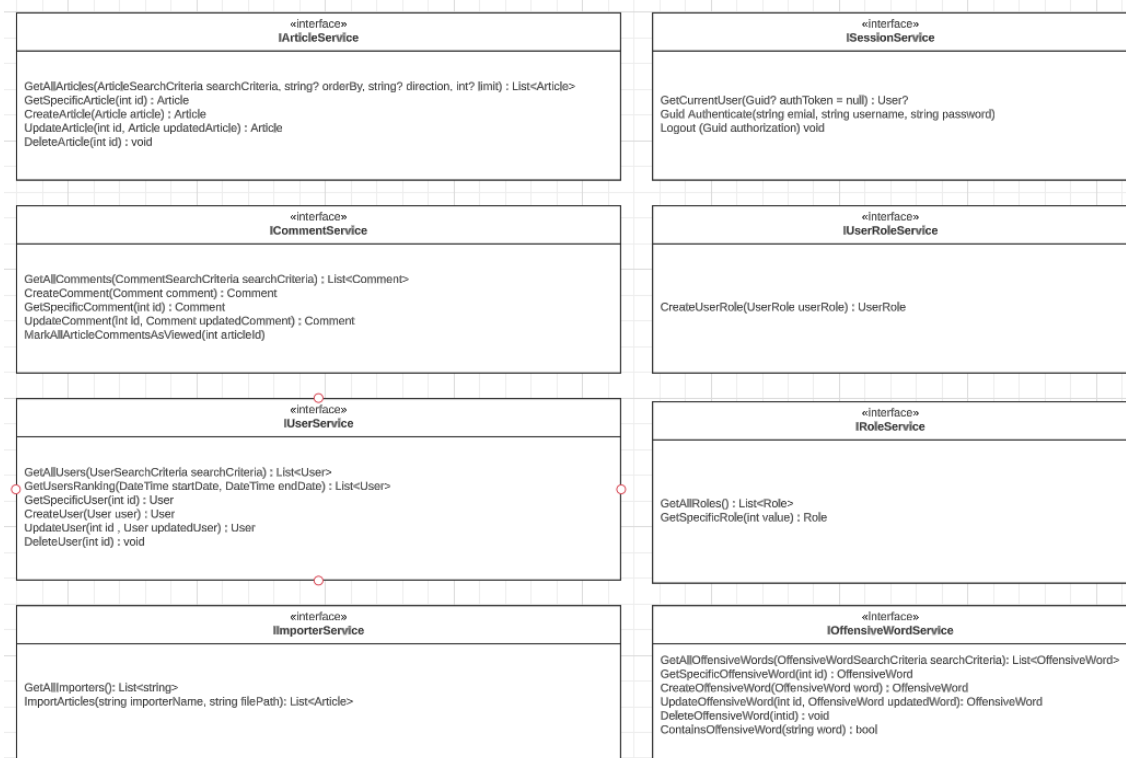 «interface»
IArticleService
GetAllArticles(ArticleSearchCriteria searchCriteria, string? orderBy, string? direction, int? limit) : List<Article>
GetSpecificArticle(int id) : Article
CreateArticle(Article article) : Article
UpdateArticle(int id, Article updatedArticle) : Article
DeleteArticle(int id) : void
«interface»
ISessionService
GetCurrentUser(Guid? authToken = null) : User?
Guid Authenticate(string emial, string username, string password)
Logout (Guid authorization) void
«interface»
ICommentService
GetAllComments(CommentSearchCriteria searchCriteria) : List<Comment>
CreateComment(Comment comment) : Comment
GetSpecificComment(int id) : Comment
UpdateComment(int id, Comment updatedComment) : Comment
MarkAllArticleCommentsAsViewed(int articleId)
«interface»
IUserRoleService
CreateUserRole(UserRole userRole) : UserRole
«interface»
IUserService
GetAllUsers(UserSearchCriteria searchCriteria) : List<User>
GetUsersRanking(DateTime startDate, DateTime endDate) : List<User>
GetSpecificUser(int id) : User
CreateUser(User user) : User
UpdateUser(int id , User updatedUser) : User
DeleteUser(int id) : void
«interface»
IRoleService
GetAllRoles() : List<Role>
GetSpecificRole(int value) : Role
«interface»
IImporterService
GetAllImporters(): List<string>
ImportArticles(string importerName, string filePath): List<Article>
«interface»
IOffensiveWordService
GetAllOffensiveWords(OffensiveWordSearchCriteria searchCriteria): List<OffensiveWord>
GetSpecificOffensiveWord(int id) : OffensiveWord
CreateOffensiveWord(OffensiveWord word) : OffensiveWord
UpdateOffensiveWord(int id, OffensiveWord updatedWord): OffensiveWord
DeleteOffensiveWord(intid) : void
ContainsOffensiveWord(string word) : bool